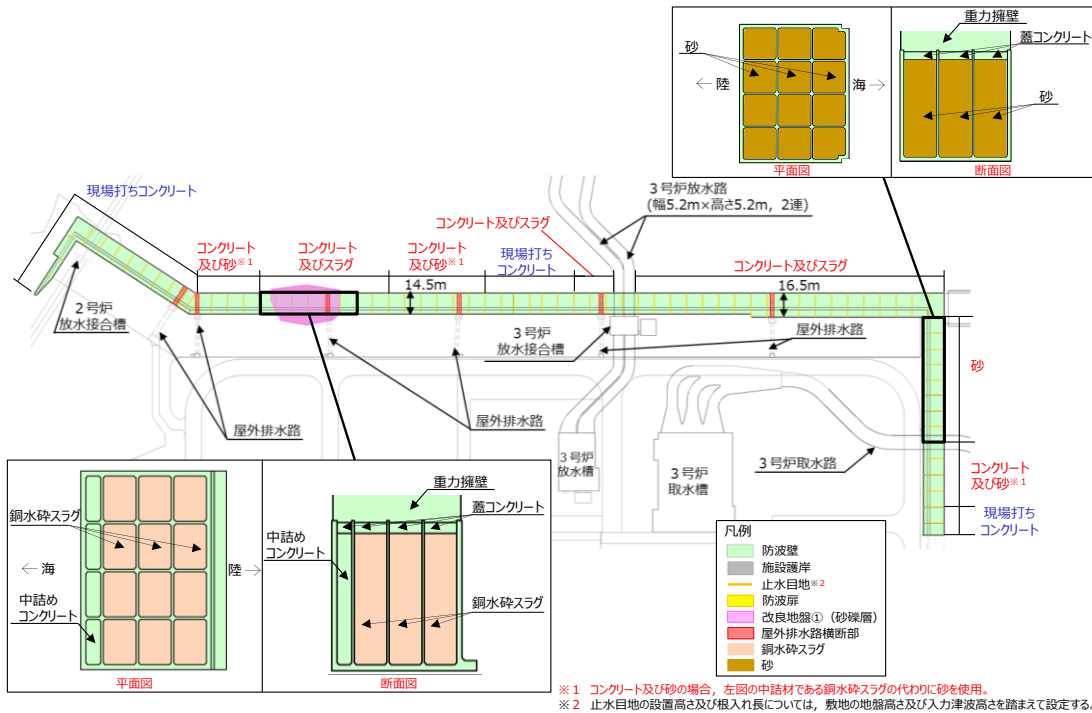 重力擁壁
蓋コンクリート
砂
← 陸
海 →
砂
平面図
断面図
現場打ちコンクリート
3号炉放水路
(幅5.2m×高さ5.2m，2連)
コンクリート及びスラグ
コンクリート
及び砂※1
コンクリート
及びスラグ
コンクリート
及び砂※1
現場打ち
コンクリート
コンクリート及びスラグ
14.5m
16.5m
2号炉
放水接合槽
3号炉
放水接合槽
屋外排水路
砂
屋外排水路
屋外排水路
3号炉
放水槽
3号炉
取水槽
3号炉取水路
コンクリート
及び砂※1
現場打ち
コンクリート
銅水砕スラグ
← 海
陸 →
中詰め
コンクリート
平面図
重力擁壁
蓋コンクリート
中詰め
コンクリート
銅水砕スラグ
断面図
凡例
防波壁
施設護岸
止水目地※2
防波扉
改良地盤①（砂礫層）
屋外排水路横断部
銅水砕スラグ
砂
※1 コンクリート及び砂の場合，左図の中詰材である銅水砕スラグの代わりに砂を使用。
※2 止水目地の設置高さ及び根入れ長については，敷地の地盤高さ及び入力津波高さを踏まえて設定する。